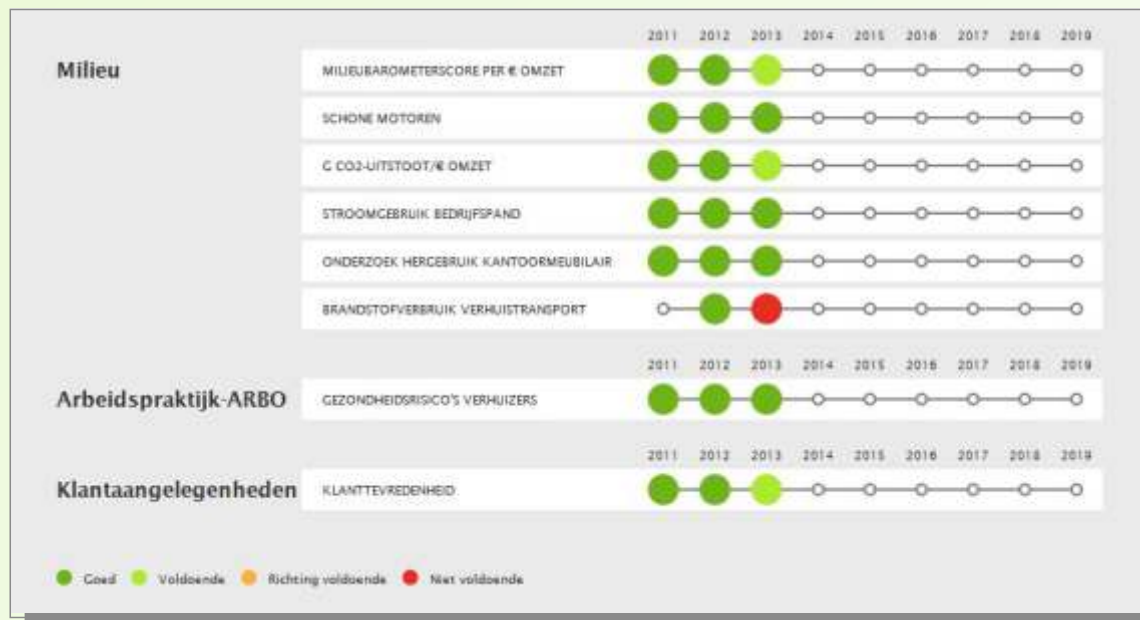 2011 2012 2013 2014 2015 2016 2017 2018 2019
Milieu
MILIEUBAROMETERSCORE PER € OMZET
SCHONE MOTOREN
G CO2-UITSTOOT/€ OMZET
STROOMGEBRUIK BEDRIJFSPAND
ONDERZOEK HERGEBRUIK KANTOORMEUBILAIR
BRANDSTOFVERBRUIK VERHUISTRANSPORT
2011 2012 2013 2014 2015 2016 2017 2018 2019
Arbeidspraktijk-ARBO GEZONDHEIDSRISICO'S VERHUIZERS
2011 2012 2013 2014 2015 2016 2017 2018 2019
Klantaangelegenheden KLANTTEVREDENHEID
Goed Voldoende Richting voldoende Niet voldoende